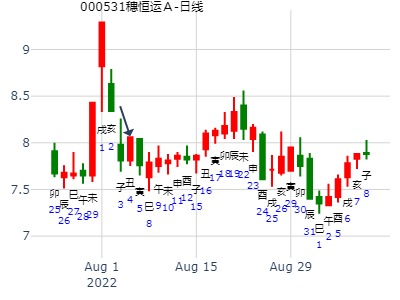 000531穗恒运A-日线
9
8.5
8
7.5
7
卯 25
辰 26
巳 27
午 28
未 29
戌 1
亥 2
子 3
丑 4
寅 5
巳 8
午 9
未 10
申 11
酉 12
戌 15
丑 16
寅 17
卯 18
辰 19
未 22
申 23
酉 24
戌 25
亥 26
寅 29
卯 30
辰 31
巳 1
午 2
酉 5
戌 6
亥 7
子 8
Aug 1
Aug 15
Aug 29
2022